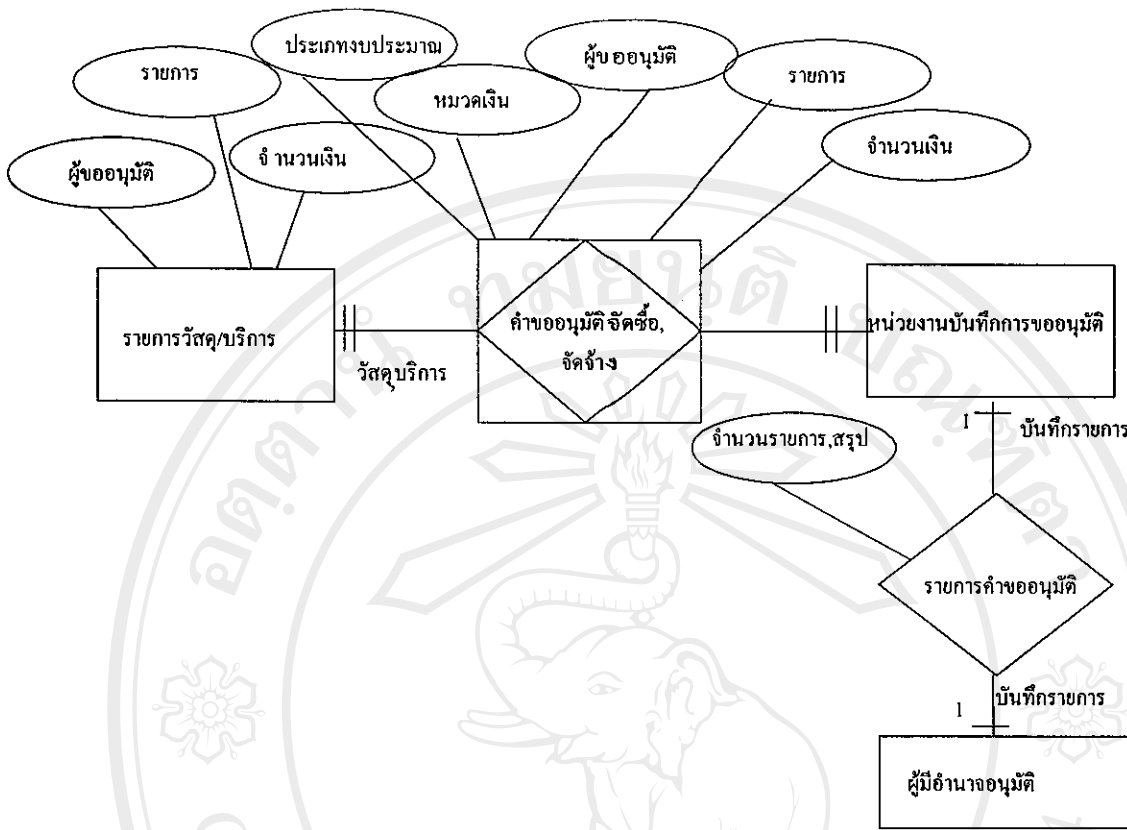 ประเภทงบประมาณ
ผู้ขออนุมัติ
รายการ
รายการ
หมวดเงิน
จำนวนเงิน
ผู้ขออนุมัติ
จำนวนเงิน
รายการวัสดุ/บริการ
วัสดุบริการ
คำขออนุมัติ จัดซื้อ,
จัดจ้าง
หน่วยงานบันทึกการขออนุมัติ
1
บันทึกรายการ
จำนวนรายการ,สรุป
รายการคำขออนุมัติ
บันทึกรายการ
1
ผู้มีอำนาจอนุมัติ